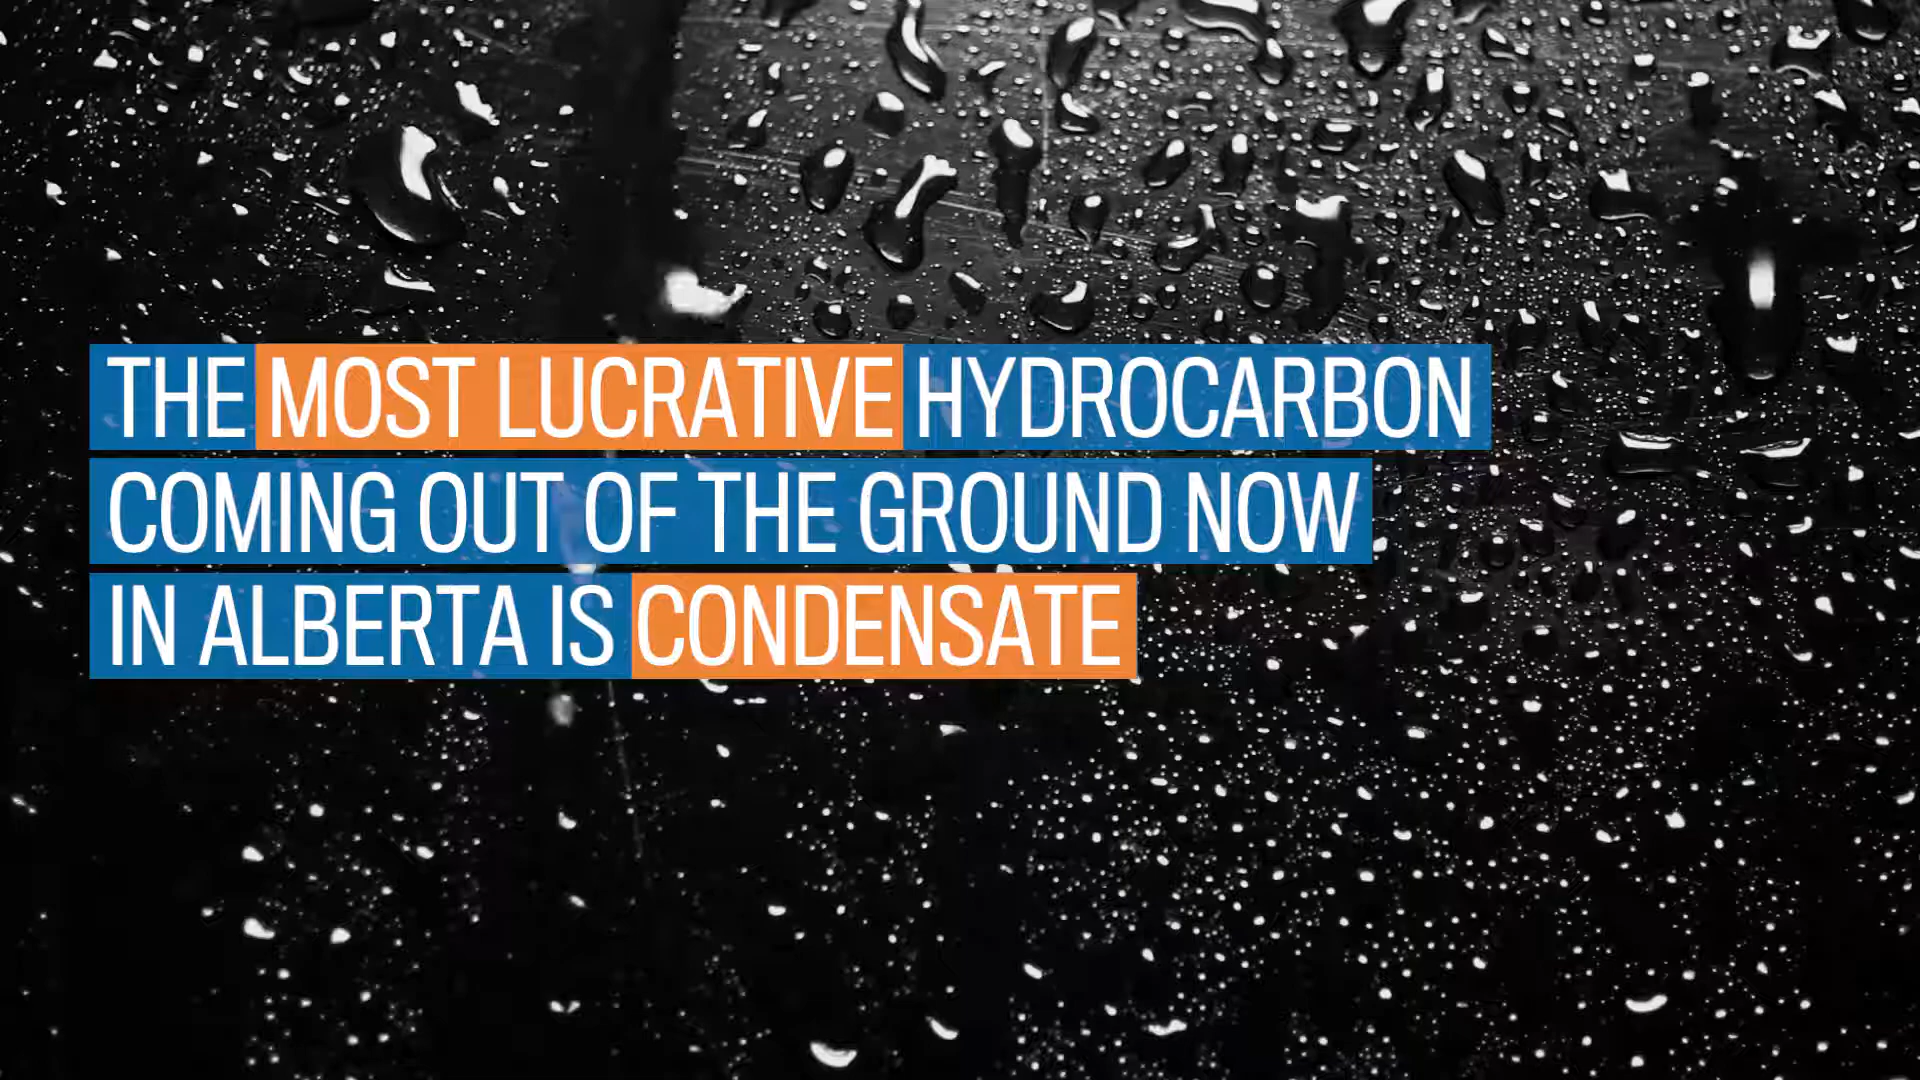 THE MOST LUCRATIVE HYDROCARBON
COMING OUT OF THE GROUND NOW
IN ALBERTA IS CONDENSATE